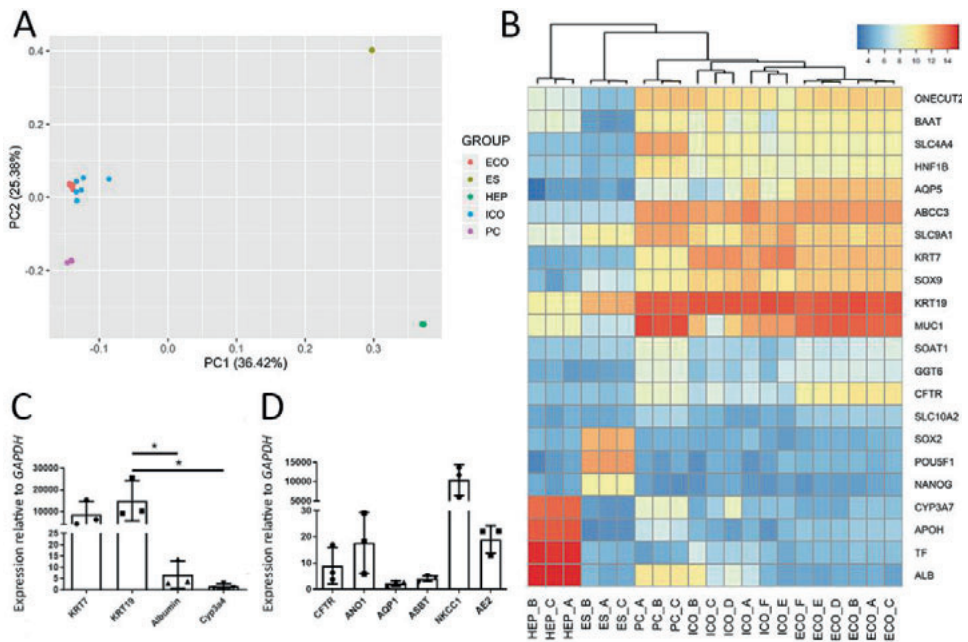 A
0.4
0.2
0.0
-0.2
PC2 (25.38%)
-0.1
0.0
0.1
0.2
0.3
PC1 (36.42%)
GROUP
ECO
ES
HEP
ICO
PC
B
4
8
10
14
ONECUT2
BAAT
SLC4A4
HNF1B
AQP5
ABCC3
SLC9A1
KRT7
SOX9
KRT19
MUC1
SOAT1
GGT6
CFTR
SLC10A2
SOX2
POU5F1
NANOG
CYP3A7
APOH
TF
ALB
HEP_B
HEP_C
HEP_A
ES_B
ES_A
ES_C
PC_A
PC_B
PC_C
ICO_B
ICO_C
ICO_D
ICO_A
ICO_F
ICO_E
ECO_F
ECO_E
ECO_D
ECO_B
ECO_A
ECO_C
C
Expression relative to GAPDH
30000
20000
10000
25
20
15
10
5
0
*
*
KRT7
KRT19
Albumin
Cyp3a4
D
Expression relative to GAPDH
15000
10000
5000
30
20
10
0
CFTR
ANO1
AQP1
ASBT
NKCC1
AE2